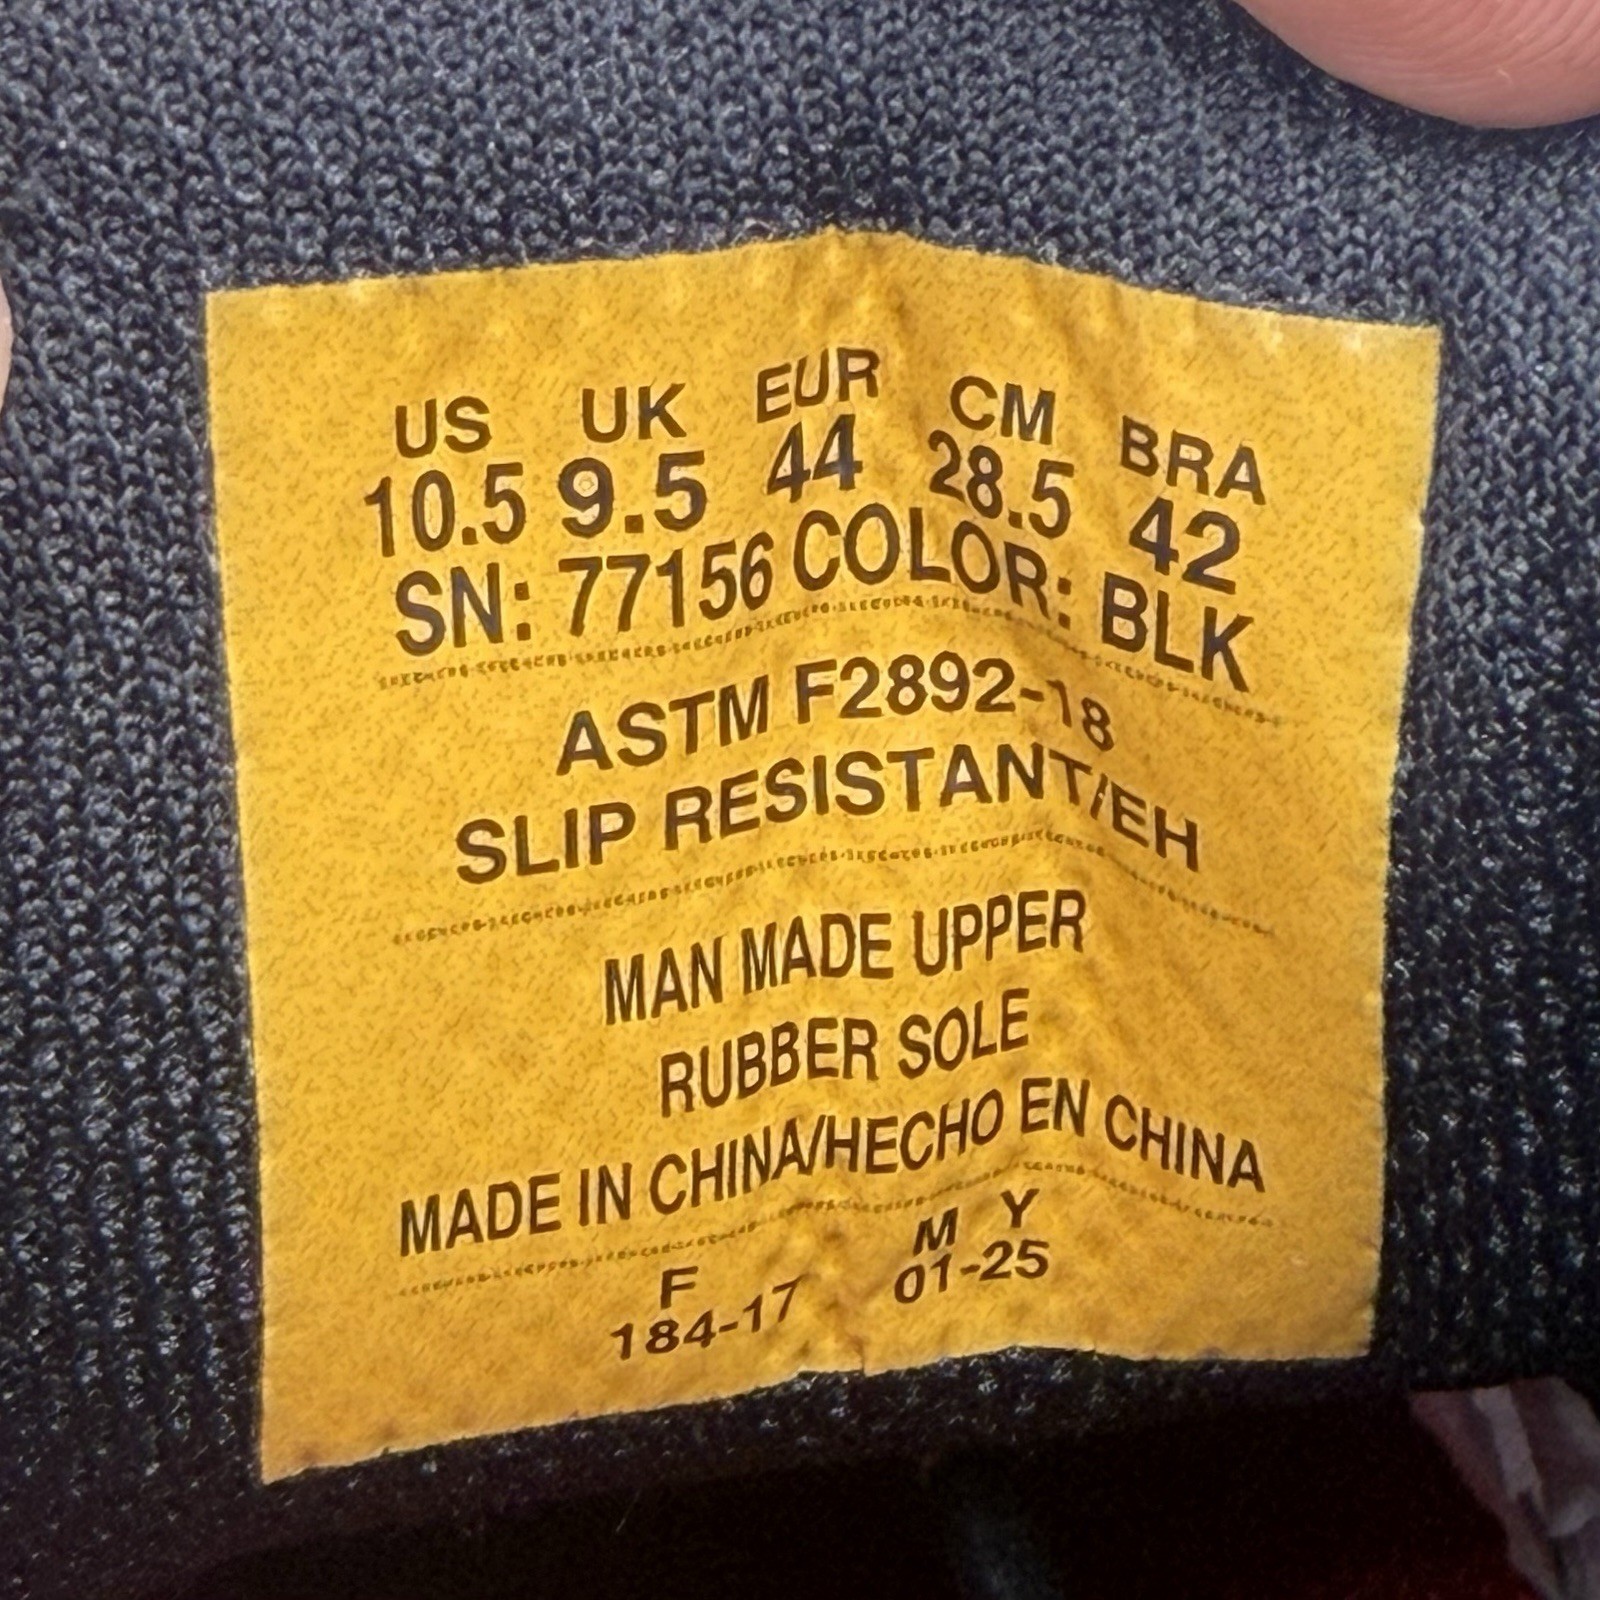 US UK EUR CM BRA
10.5 9.5 44 28.5 42
SN: 77156 COLOR: BLK
ASTM F2892-18
SLIP RESISTANT/EH
MAN MADE UPPER
RUBBER SOLE
MADE IN CHINA/HECHO EN CHINA
F M Y
184-17 01-25